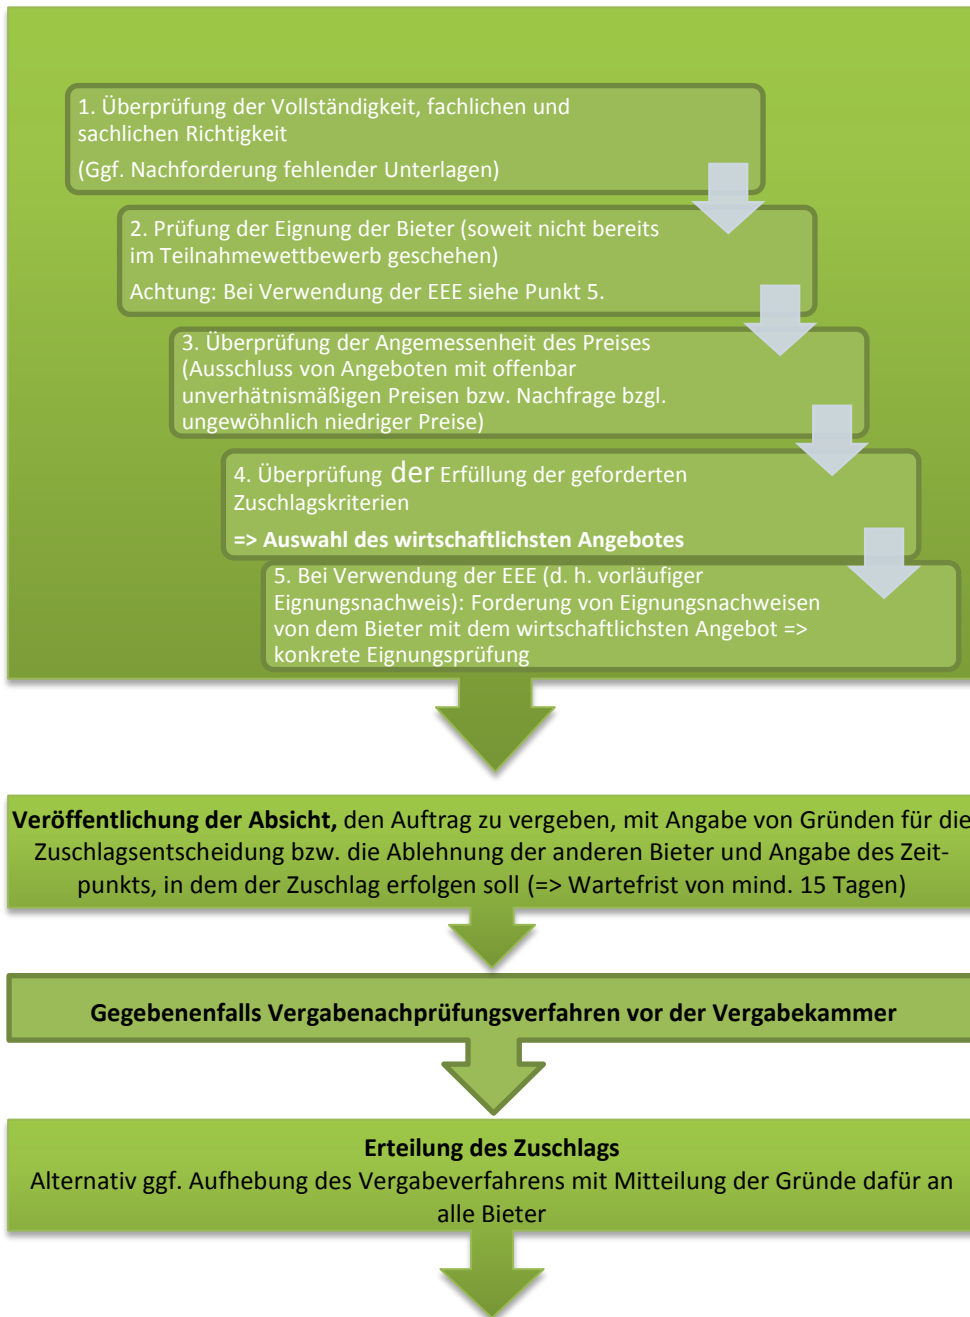 1. Überprüfung der Vollständigkeit, fachlichen und
sachlichen Richtigkeit
(Ggf. Nachforderung fehlender Unterlagen)
2. Prüfung der Eignung der Bieter (soweit nicht bereits
im Teilnahmewettbewerb geschehen)
Achtung: Bei Verwendung der EEE siehe Punkt 5.
3. Überprüfung der Angemessenheit des Preises
(Ausschluss von Angeboten mit offenbar
unverhätnismäßigen Preisen bzw. Nachfrage bzgl.
ungewöhnlich niedriger Preise)
4. Überprüfung der Erfüllung der geforderten
Zuschlagskriterien
=> Auswahl des wirtschaftlichsten Angebotes
5. Bei Verwendung der EEE (d. h. vorläufiger
Eignungsnachweis): Forderung von Eignungsnachweisen
von dem Bieter mit dem wirtschaftlichsten Angebot =>
konkrete Eignungsprüfung
Veröffentlichung der Absicht, den Auftrag zu vergeben, mit Angabe von Gründen für die
Zuschlagsentscheidung bzw. die Ablehnung der anderen Bieter und Angabe des Zeit-
punkts, in dem der Zuschlag erfolgen soll (=> Wartefrist von mind. 15 Tagen)
Gegebenenfalls Vergabenachprüfungsverfahren vor der Vergabekammer
Erteilung des Zuschlags
Alternativ ggf. Aufhebung des Vergabeverfahrens mit Mitteilung der Gründe dafür an
alle Bieter